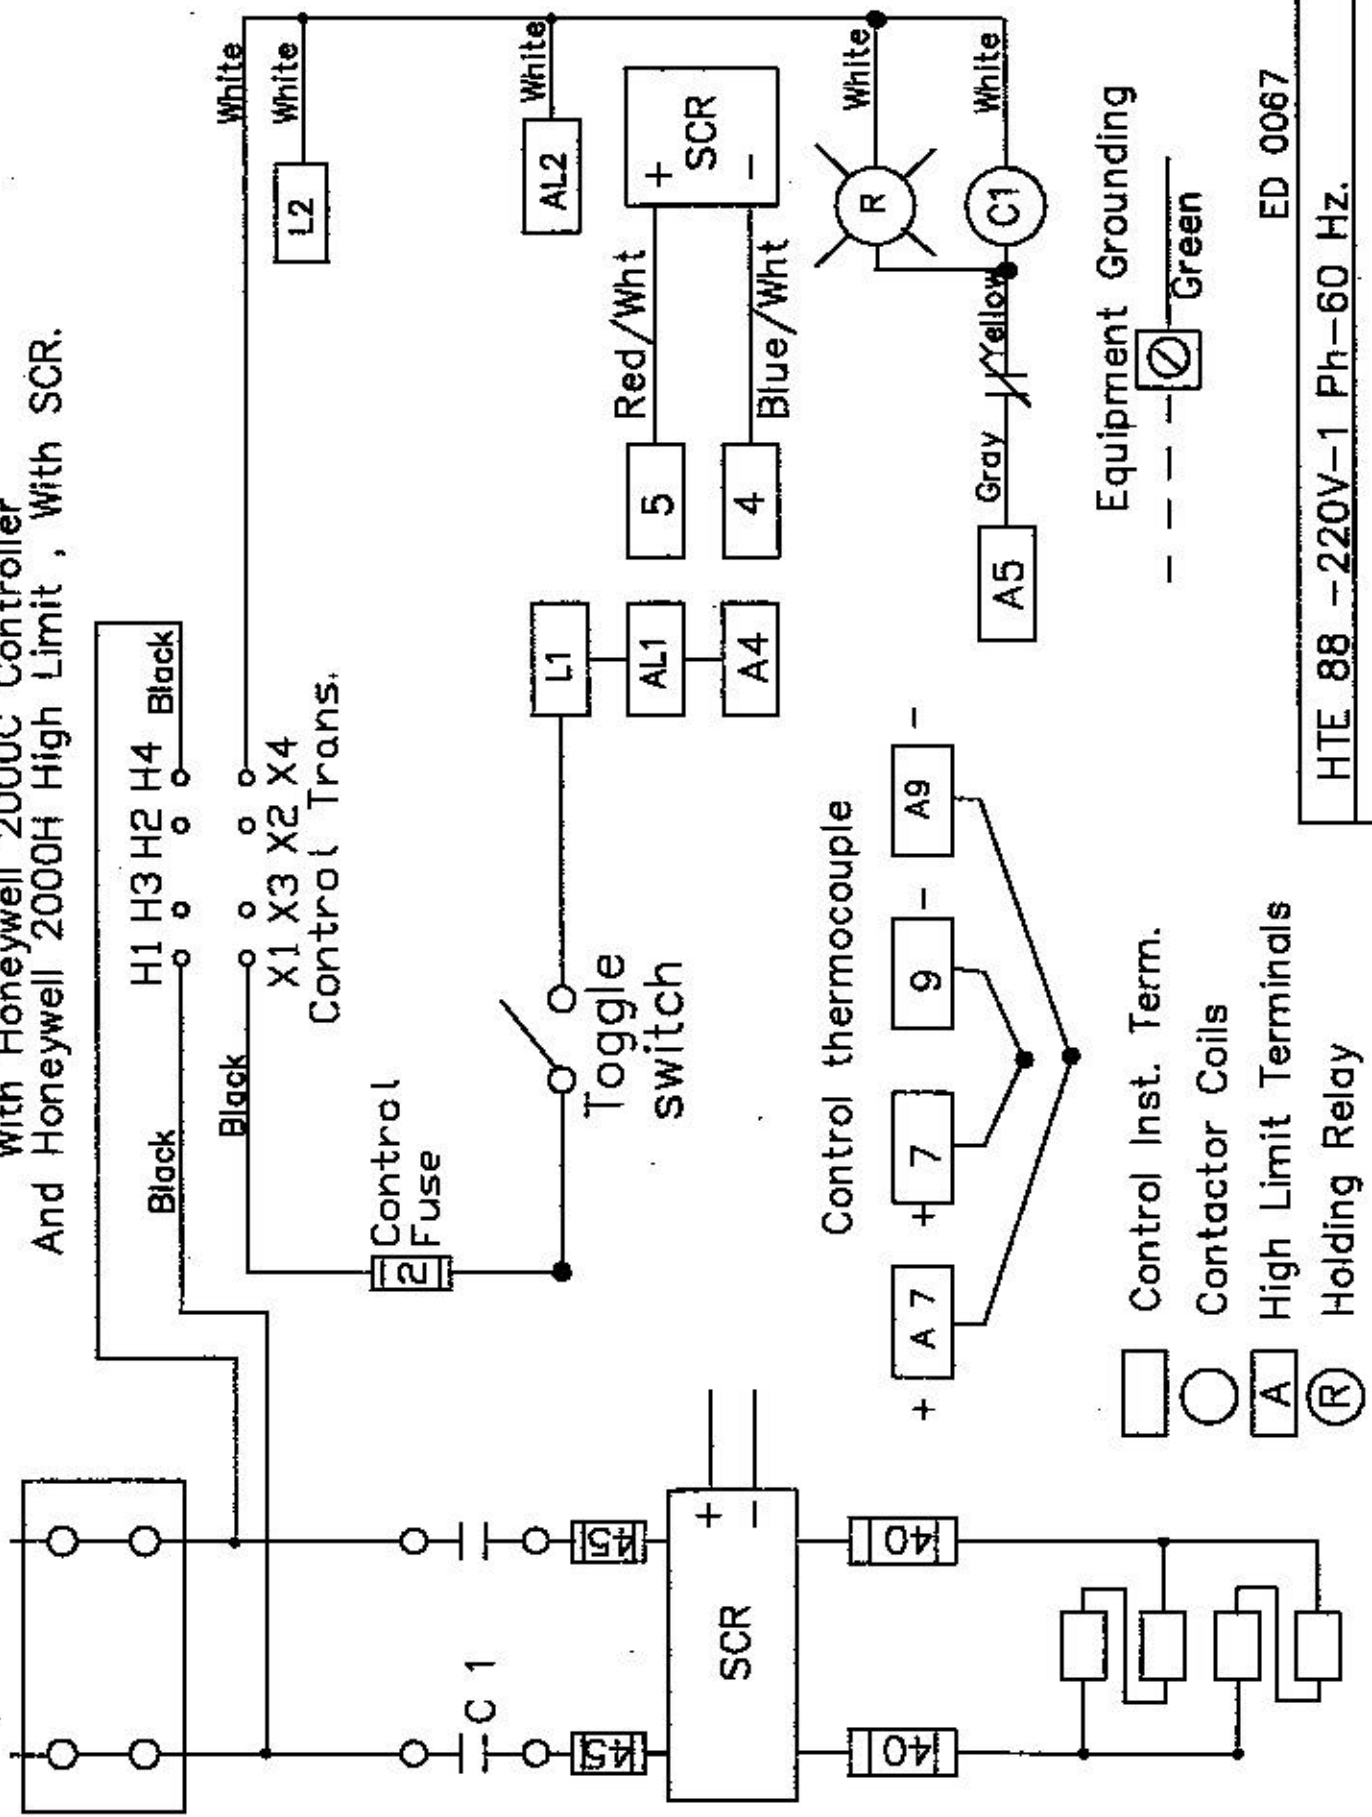 With Honeywell 2000C Controller
And Honeywell 2000H High Limit , With SCR.
H1 H3 H2 H4
Black
Black
X1 X3 X2 X4
Control Trans.
Black
White
White
L2
Control
Fuse
2
Toggle
switch
L1
AL1
A4
AL2
White
5
4
Red/Wht
Blue/Wht
+
-
SCR
R
White
C1
White
A5
Gray
Yellow
Equipment Grounding
Green
C 1
45
45
SCR
+
-
40
40
Control thermocouple
+
A 7
+
7
9
-
A9
-
Control Inst. Term.
Contactor Coils
A
High Limit Terminals
R
Holding Relay
ED 0067
HTE 88 -220V-1 Ph-60 Hz.